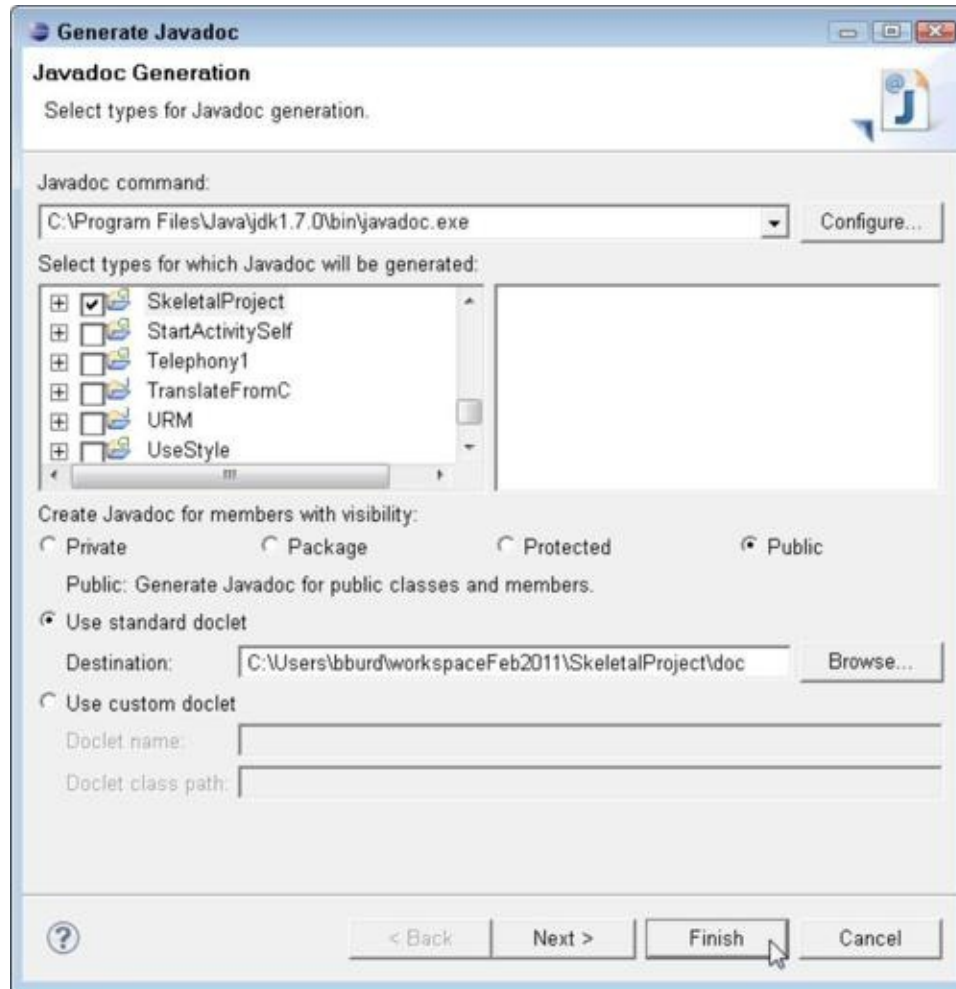 Generate Javadoc
Javadoc Generation
Select types for Javadoc generation.
@
J
Javadoc command:
C:\Program Files\Java\jdk1.7.0\bin\javadoc.exe
Configure...
Select types for which Javadoc will be generated:
SkeletalProject
StartActivitySelf
Telephony1
TranslateFromC
URM
UseStyle
Create Javadoc for members with visibility:
Private Package Protected Public
Public: Generate Javadoc for public classes and members.
Use standard doclet
Destination: C:\Users\bburd\workspaceFeb2011\SkeletalProject\doc Browse...
Use custom doclet
Doclet name:
Doclet class path:
? < Back Next > Finish Cancel